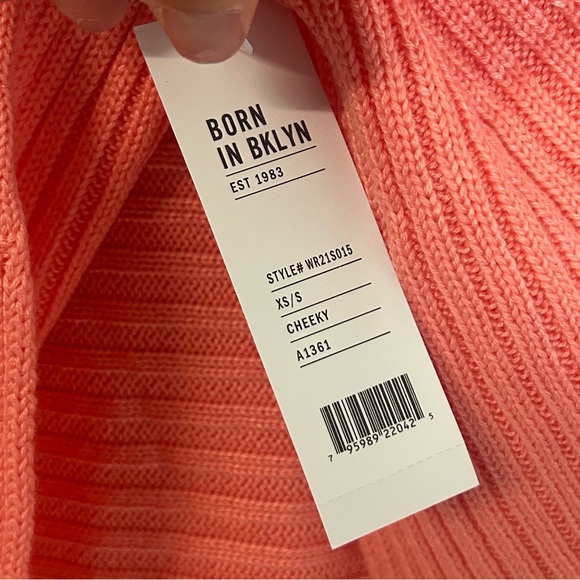 BORN
IN BKLYN
EST 1983
STYLE# WR21S015
XS/S
CHEEKY
A1361
7 95989 22042 5